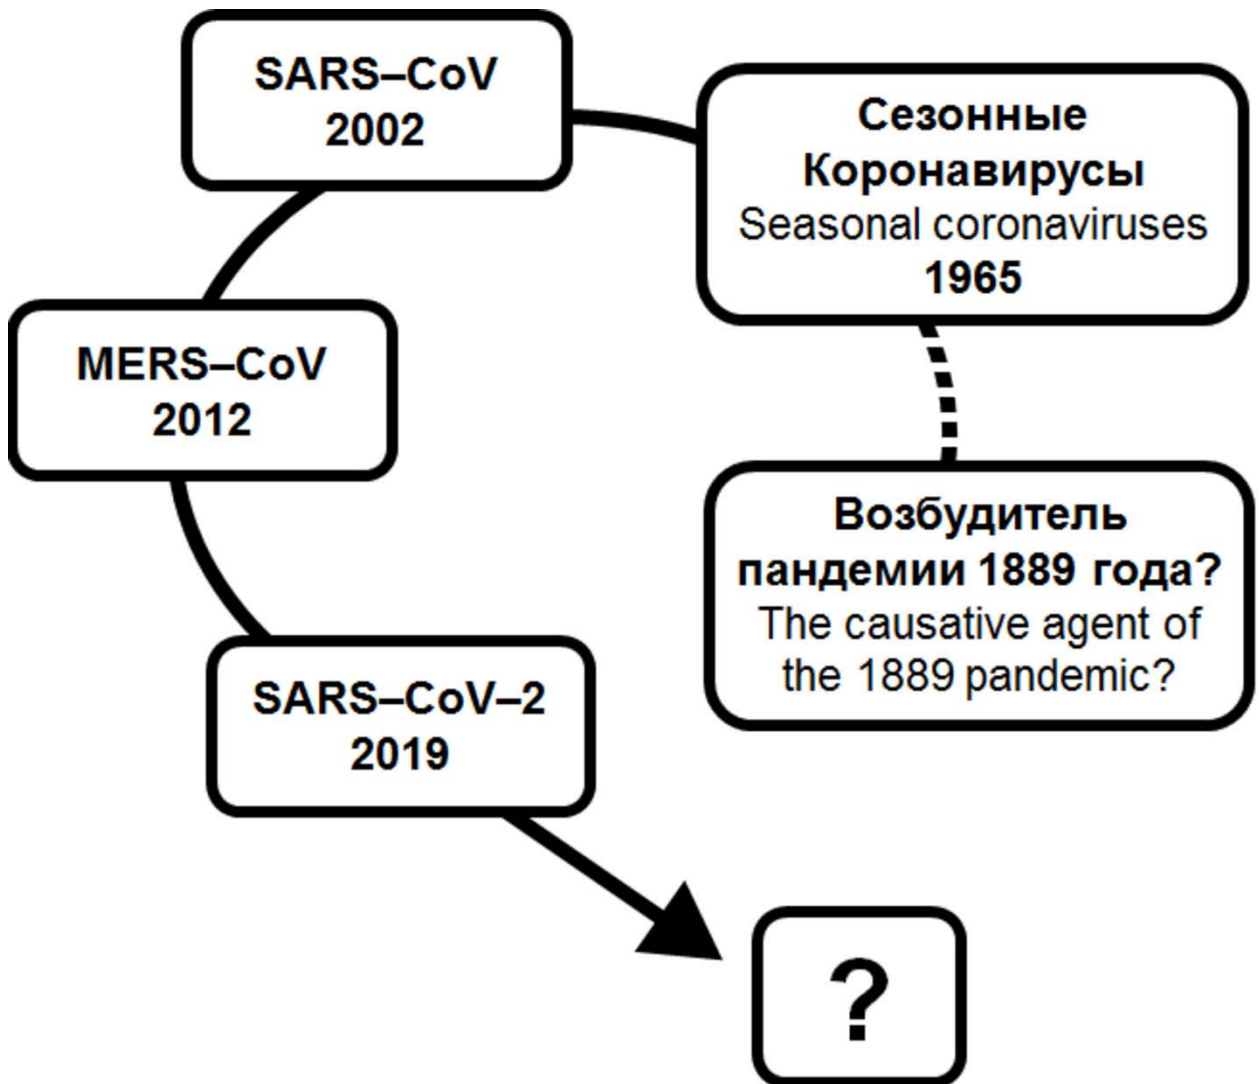 SARS–CoV
2002
Сезонные
Коронавирусы
Seasonal coronaviruses
1965
MERS–CoV
2012
Возбудитель
пандемии 1889 года?
The causative agent of
the 1889 pandemic?
SARS–CoV–2
2019
?